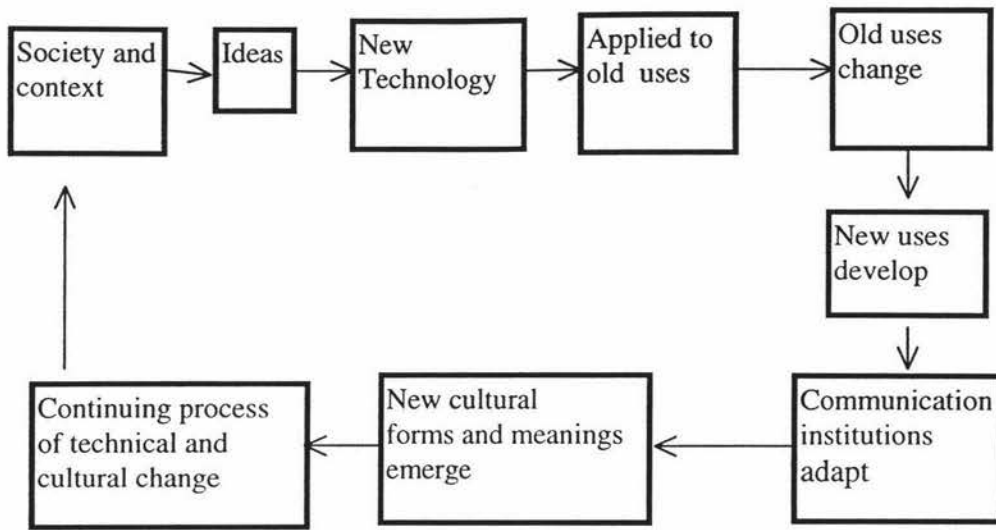 Society and
context
Ideas
New
Technology
Applied to
old uses
Old uses
change
New uses
develop
Communication
institutions
adapt
New cultural
forms and meanings
emerge
Continuing process
of technical and
cultural change